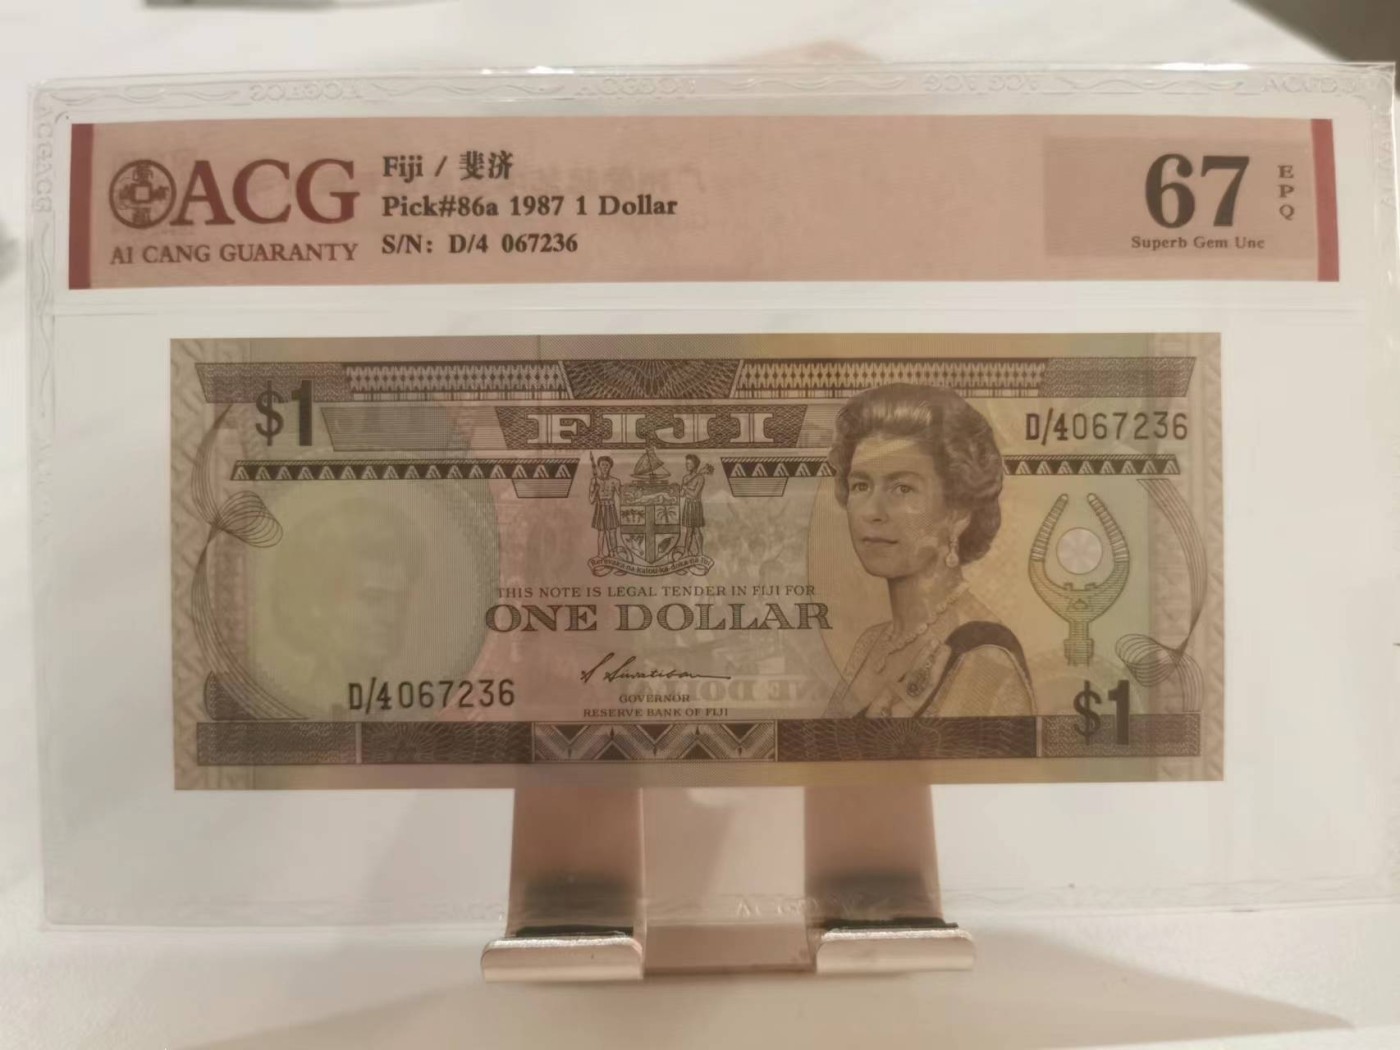 ACG
AI CANG GUARANTY
Fiji / 斐济
Pick#86a 1987 1 Dollar
S/N: D/4 067236
67
EPQ
Superb Gem Unc
$1
FIJI
D/4067236
THIS NOTE IS LEGAL TENDER IN FIJI FOR
ONE DOLLAR
D/4067236
GOVERNOR
RESERVE BANK OF FIJI
$1